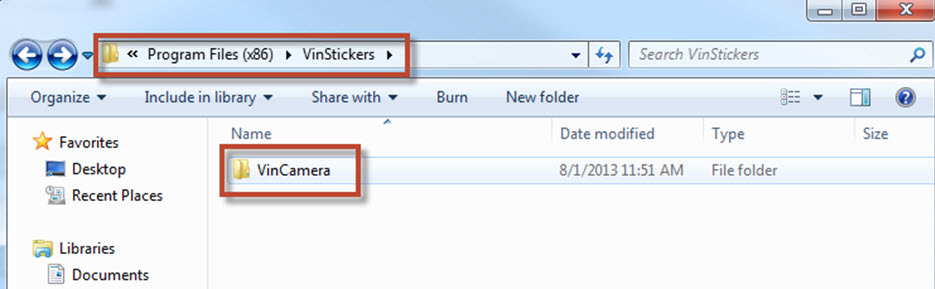 « Program Files (x86) VinStickers Search VinStickers
Organize Include in library Share with Burn New folder
Favorites
Desktop
Recent Places
Libraries
Documents
Name Date modified Type Size
VinCamera 8/1/2013 11:51 AM File folder